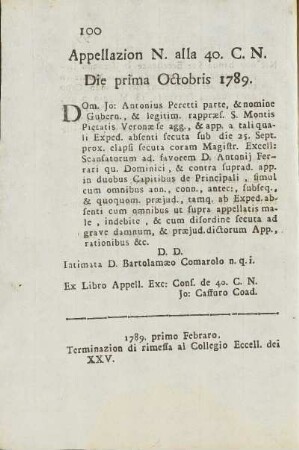 100
Appellazion N. alla 40. C. N.
Die prima Octobris 1789.
Dom. Jo: Antonius Peretti parte, & nomine
Gubern., & legitim. rappræs. S. Montis
Pietatis Veronæse agg., & app. a tali qua-
li Exped. absenti secuta sub die 25. Sept.
prox. elapsi secuta coram Magistr. Excell:
Scansatorum ad favorem D. Antonij Fer-
rari qu. Dominici, & contra suprad. app.
in duobus Capitibus de Principali, simul
cum omnibus ann., conn., antec:, subseq.,
& quoquom. præjud., tamq. ab Exped. ab-
senti cum omnibus ut supra appellatis ma-
le, indebite, & cum disordine secuta ad
grave damnum, & præjud. dictorum App.,
rationibus &c.
D. D.
Intimata D. Bartolamæo Comarolo n. q. i.
Ex Libro Appell. Exc: Cons. de 40. C. N.
Jo: Cassuro Coad.
1789. primo Febraro.
Terminazion di rimessa al Collegio Eccell. dei
XXV.